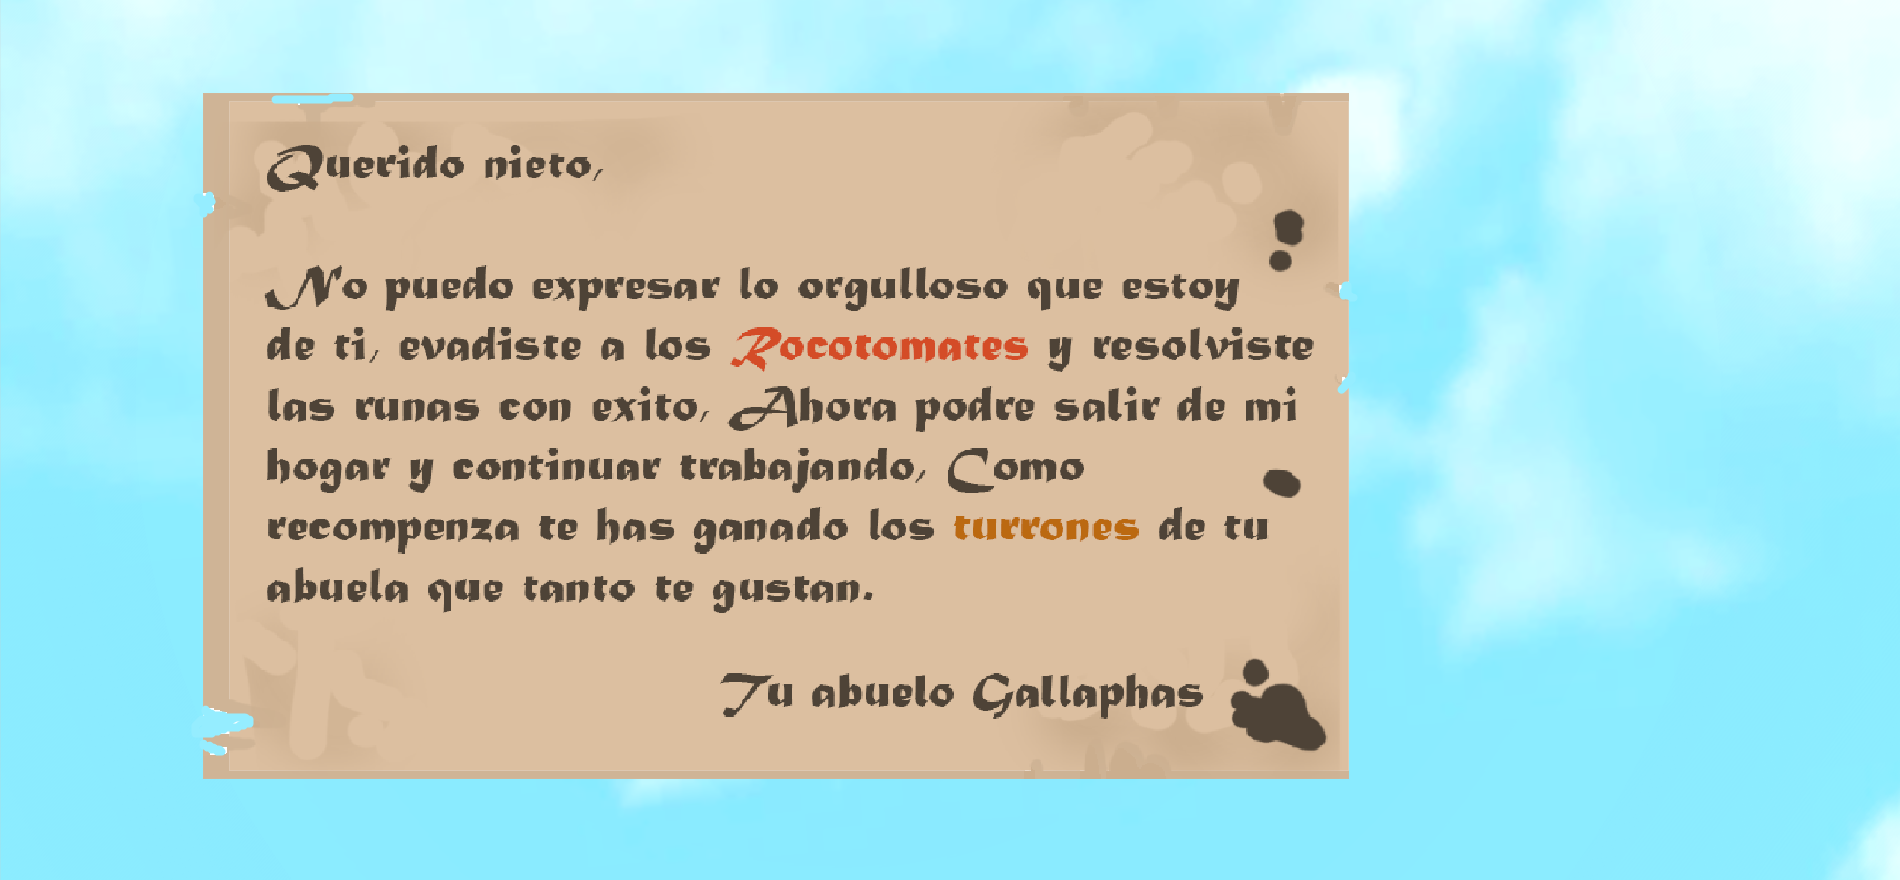 Querido nieto,
No puedo expresar lo orgulloso que estoy
de ti, evadiste a los Rocotomates y resolviste
las runas con exito, Ahora podre salir de mi
hogar y continuar trabajando, Como
recompenza te has ganado los turrones de tu
abuela que tanto te gustan.
Tu abuelo Gallaphas